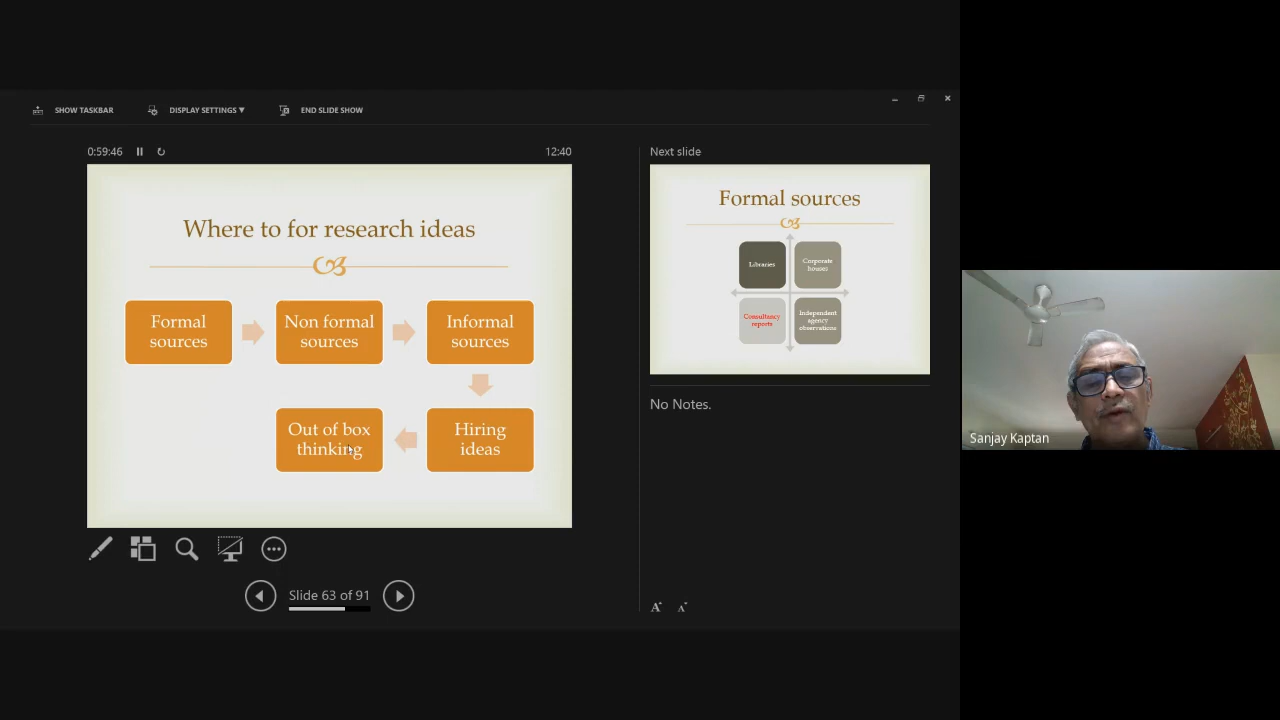 SHOW TASKBAR
DISPLAY SETTINGS ▼
END SLIDE SHOW
0:59:46
12:40
Where to for research ideas
Formal
sources
Non formal
sources
Informal
sources
Out of box
thinking
Hiring
ideas
Slide 63 of 91
Next slide
Formal sources
Libraries
Corporate
houses
Consultancy
reports
Independent
agency
observations
No Notes.
A A
Sanjay Kaptan